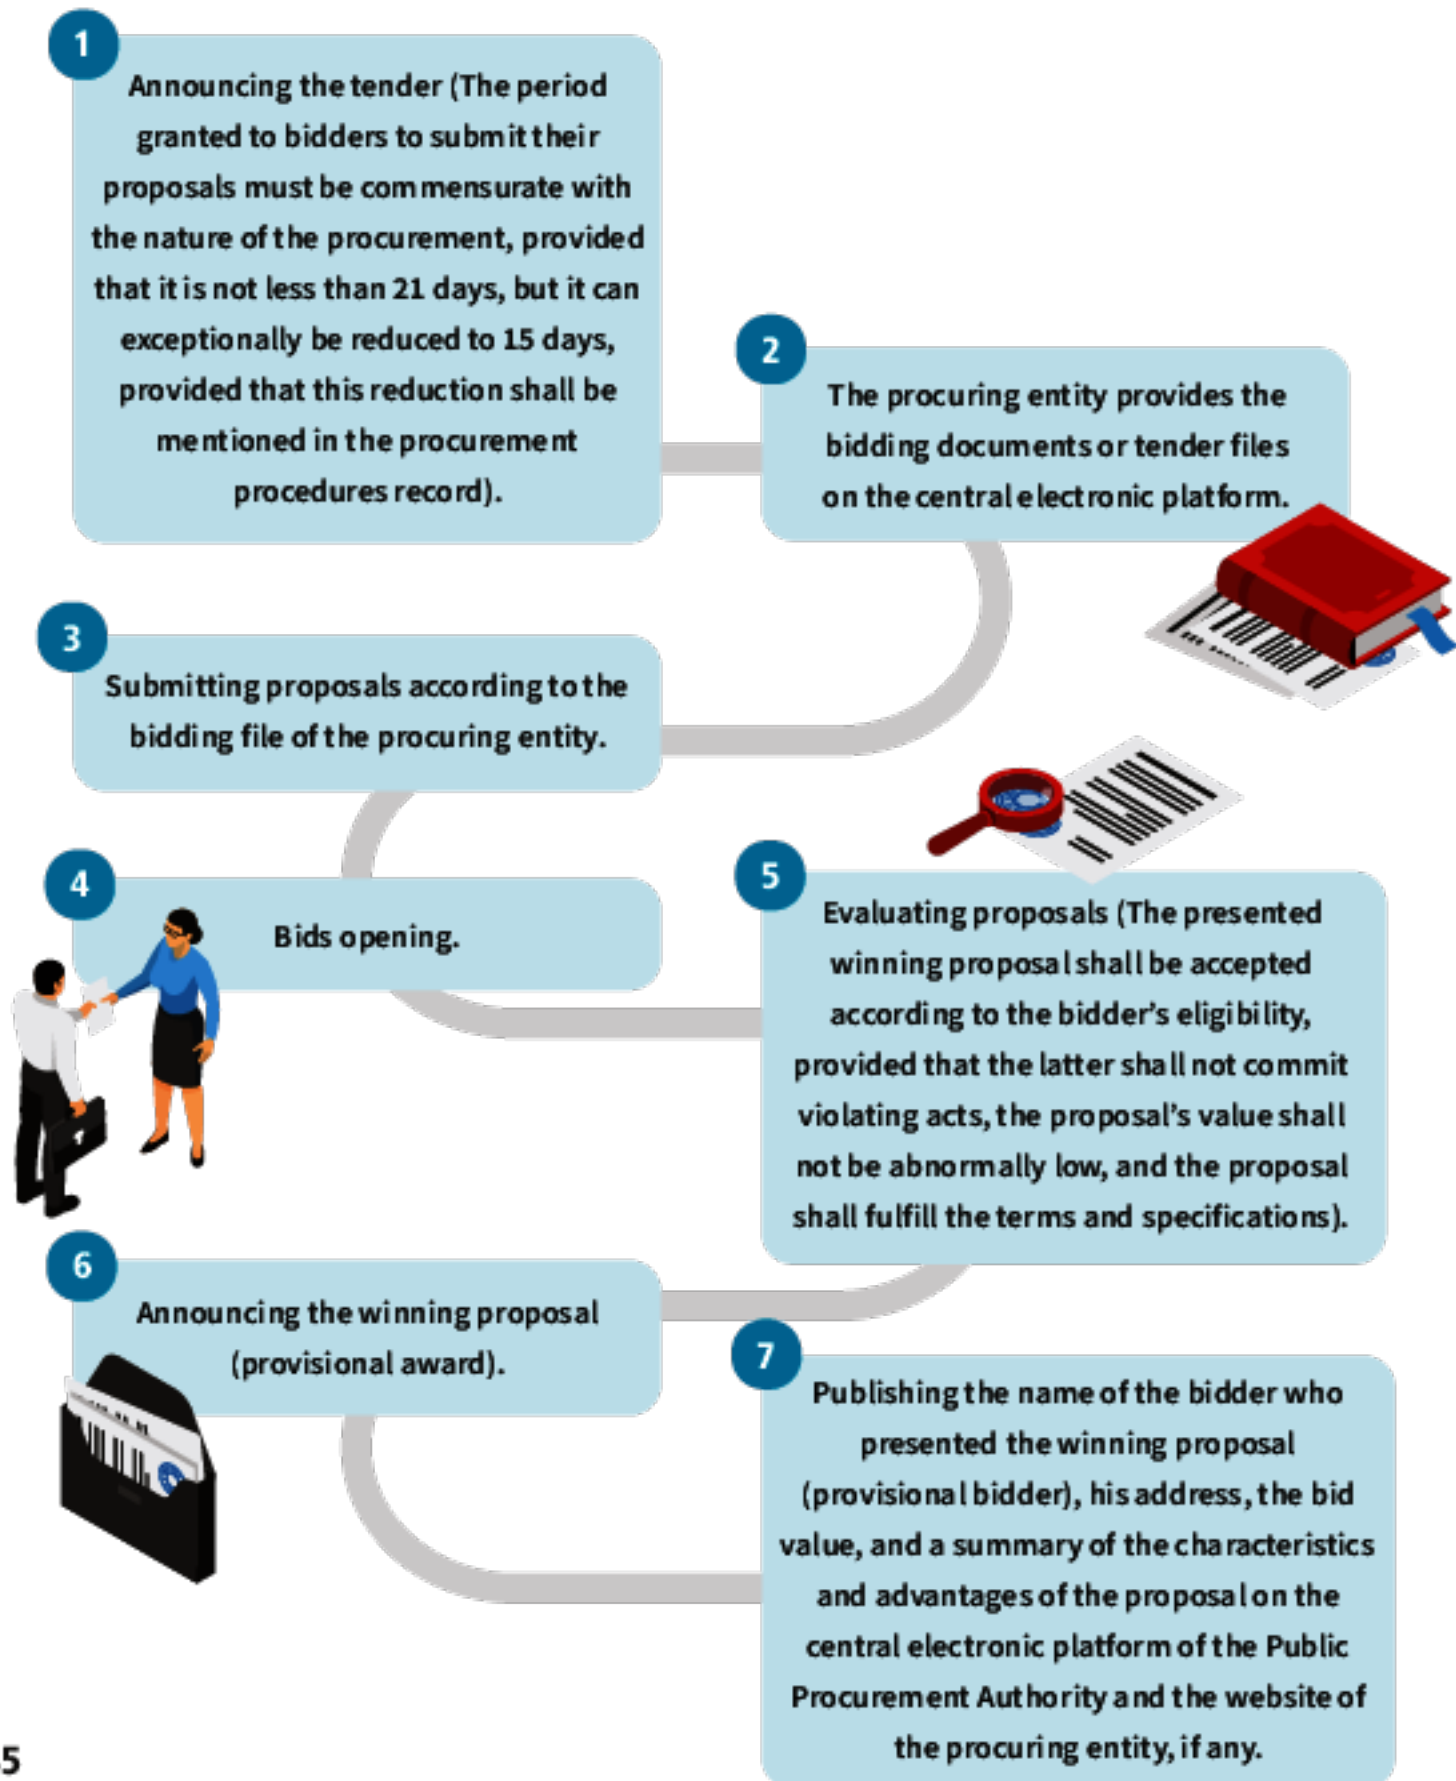 1
Announcing the tender (The period
granted to bidders to submit their
proposals must be commensurate with
the nature of the procurement, provided
that it is not less than 21 days, but it can
exceptionally be reduced to 15 days,
provided that this reduction shall be
mentioned in the procurement
procedures record).
2
The procuring entity provides the
bidding documents or tender files
on the central electronic platform.
3
Submitting proposals according to the
bidding file of the procuring entity.
4
Bids opening.
5
Evaluating proposals (The presented
winning proposal shall be accepted
according to the bidder’s eligibility,
provided that the latter shall not commit
violating acts, the proposal’s value shall
not be abnormally low, and the proposal
shall fulfill the terms and specifications).
6
Announcing the winning proposal
(provisional award).
7
Publishing the name of the bidder who
presented the winning proposal
(provisional bidder), his address, the bid
value, and a summary of the characteristics
and advantages of the proposal on the
central electronic platform of the Public
Procurement Authority and the website of
the procuring entity, if any.
5